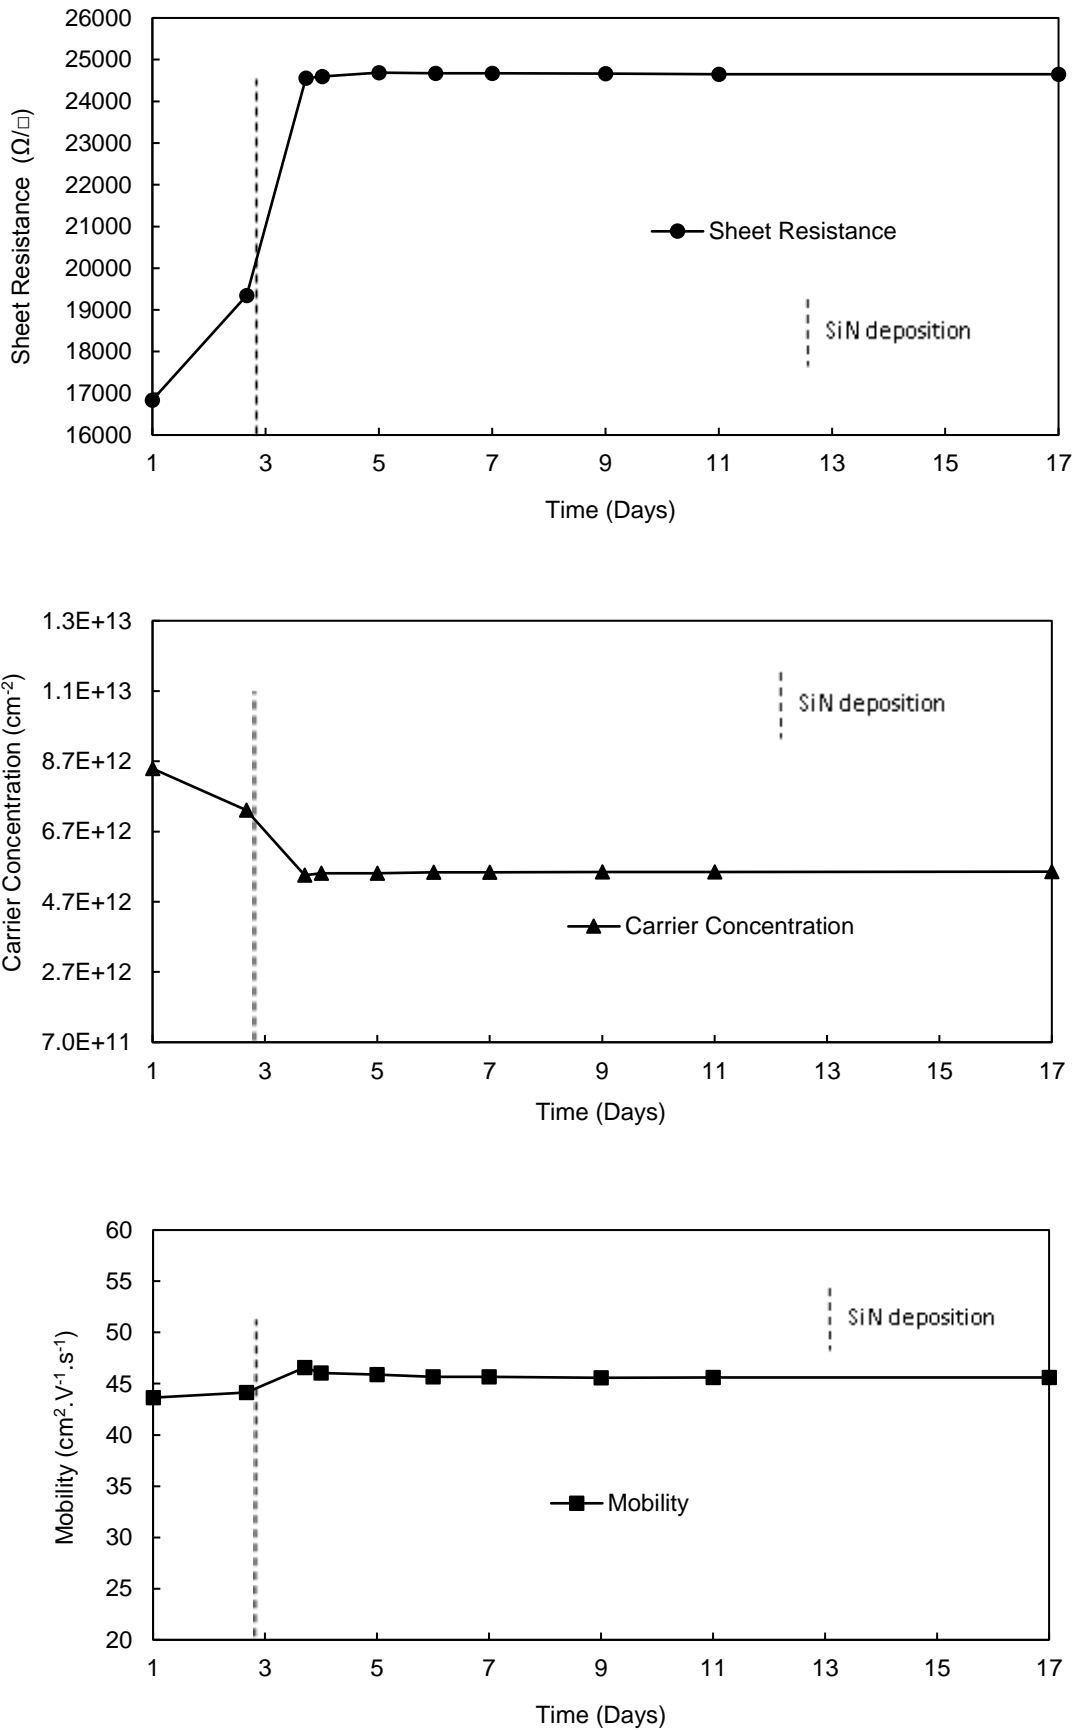 26000
25000
24000
23000
22000
21000
20000
19000
18000
17000
16000
Sheet Resistance (Ω/□)
Sheet Resistance
SiN deposition
1 3 5 7 9 11 13 15 17
Time (Days)
1.3E+13
1.1E+13
8.7E+12
6.7E+12
4.7E+12
2.7E+12
7.0E+11
Carrier Concentration (cm-2)
SiN deposition
Carrier Concentration
1 3 5 7 9 11 13 15 17
Time (Days)
60
55
50
45
40
35
30
25
20
Mobility (cm2.V-1.s-1)
SiN deposition
Mobility
1 3 5 7 9 11 13 15 17
Time (Days)